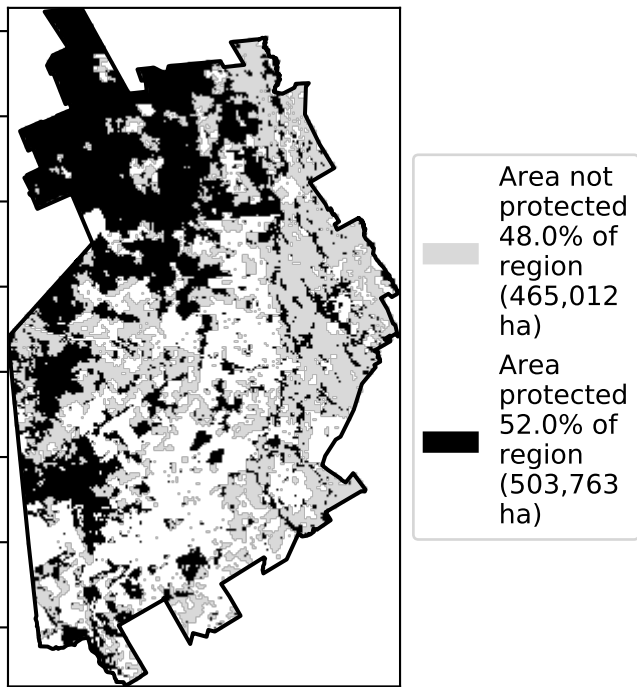 Area not
protected
48.0% of
region
(465,012
ha)
Area
protected
52.0% of
region
(503,763
ha)